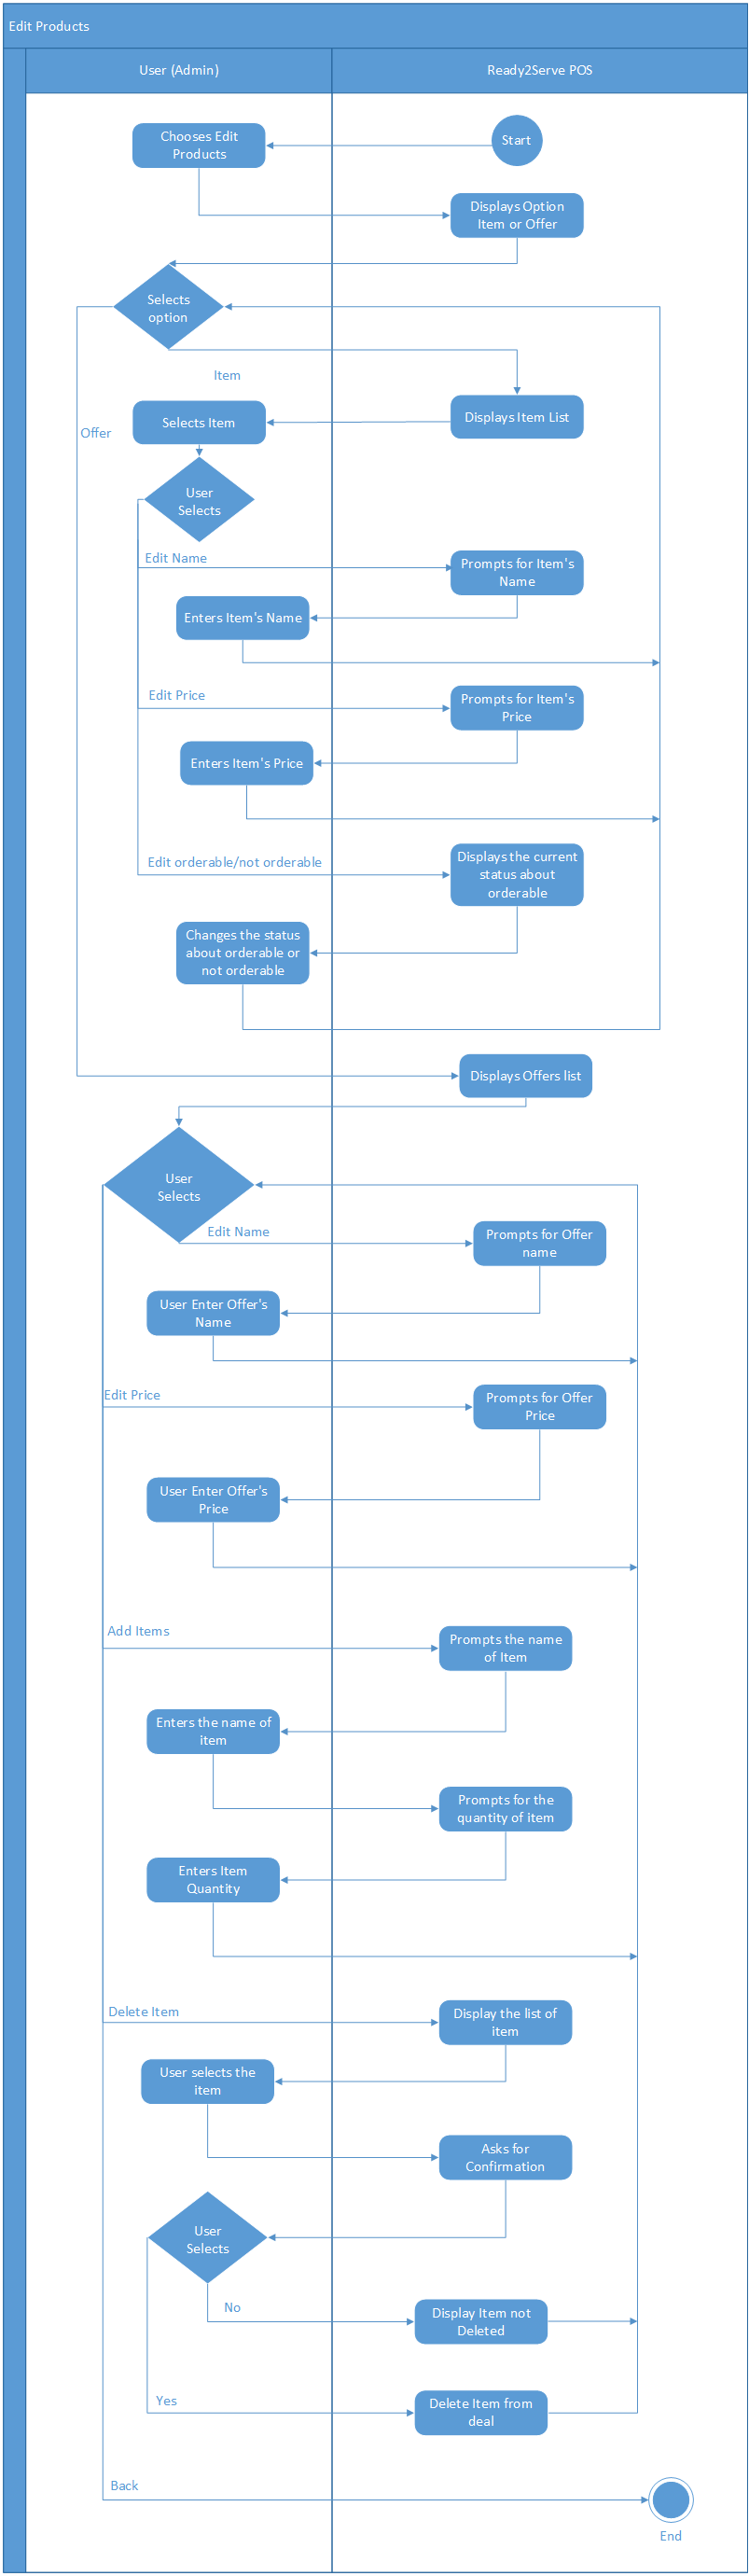 Edit Products
User (Admin)
Ready2Serve POS
Start
Chooses Edit
Products
Displays Option
Item or Offer
Selects
option
Item
Displays Item List
Selects Item
Offer
User
Selects
Edit Name
Prompts for Item's
Name
Enters Item's Name
Edit Price
Prompts for Item's
Price
Enters Item's Price
Edit orderable/not orderable
Displays the current
status about
orderable
Changes the status
about orderable or
not orderable
Displays Offers list
User
Selects
Edit Name
Prompts for Offer
name
User Enter Offer's
Name
Edit Price
Prompts for Offer
Price
User Enter Offer's
Price
Add Items
Prompts the name
of Item
Enters the name of
item
Prompts for the
quantity of item
Enters Item
Quantity
Delete Item
Display the list of
item
User selects the
item
Asks for
Confirmation
User
Selects
No
Display Item not
Deleted
Yes
Delete Item from
deal
Back
End